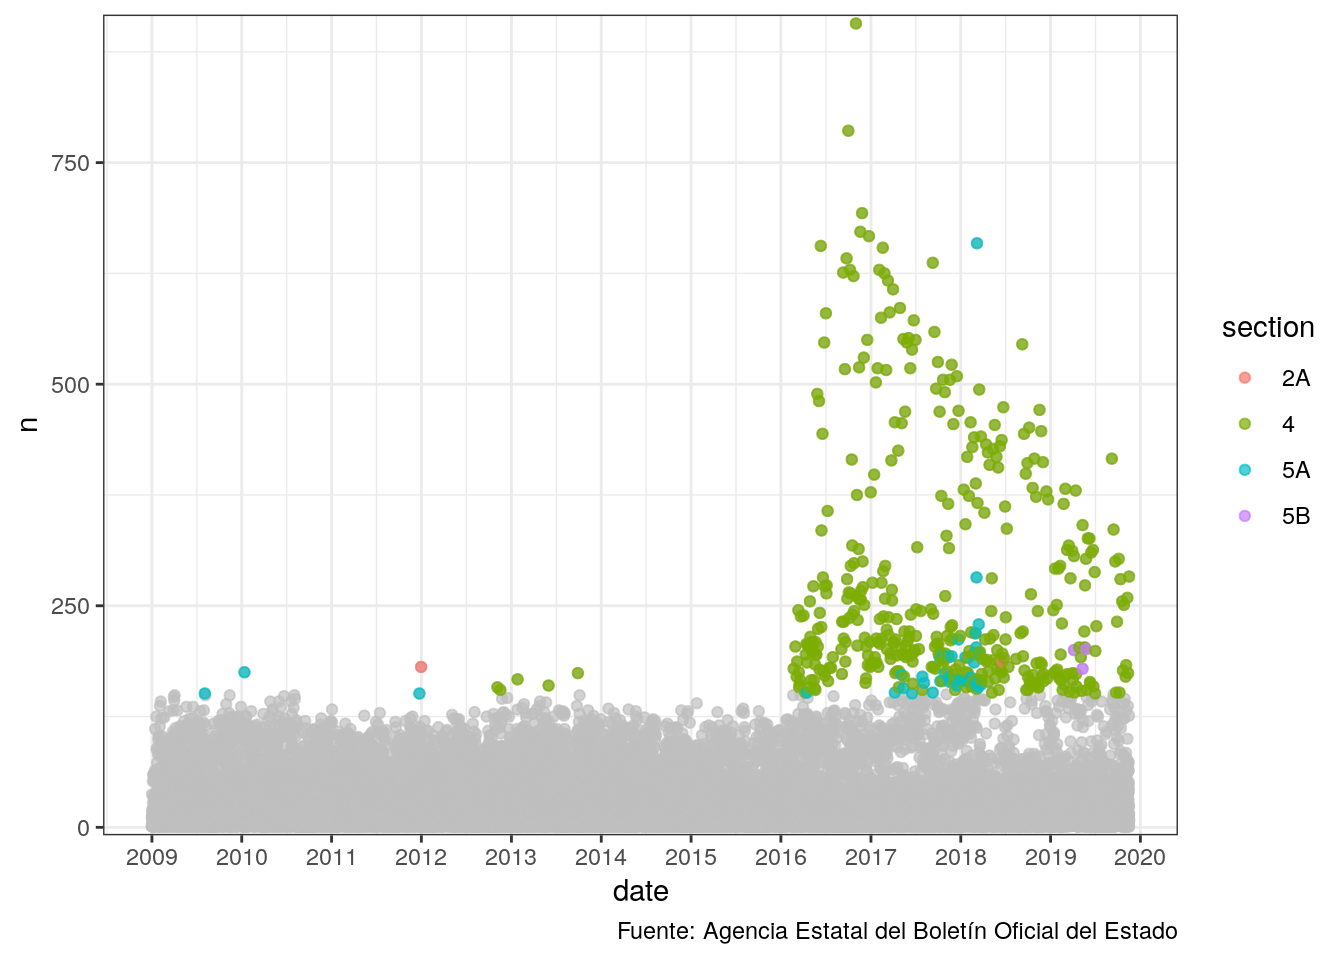 750
500
250
0
n
2009 2010 2011 2012 2013 2014 2015 2016 2017 2018 2019 2020
date
section
2A
4
5A
5B
Fuente: Agencia Estatal del Boletín Oficial del Estado